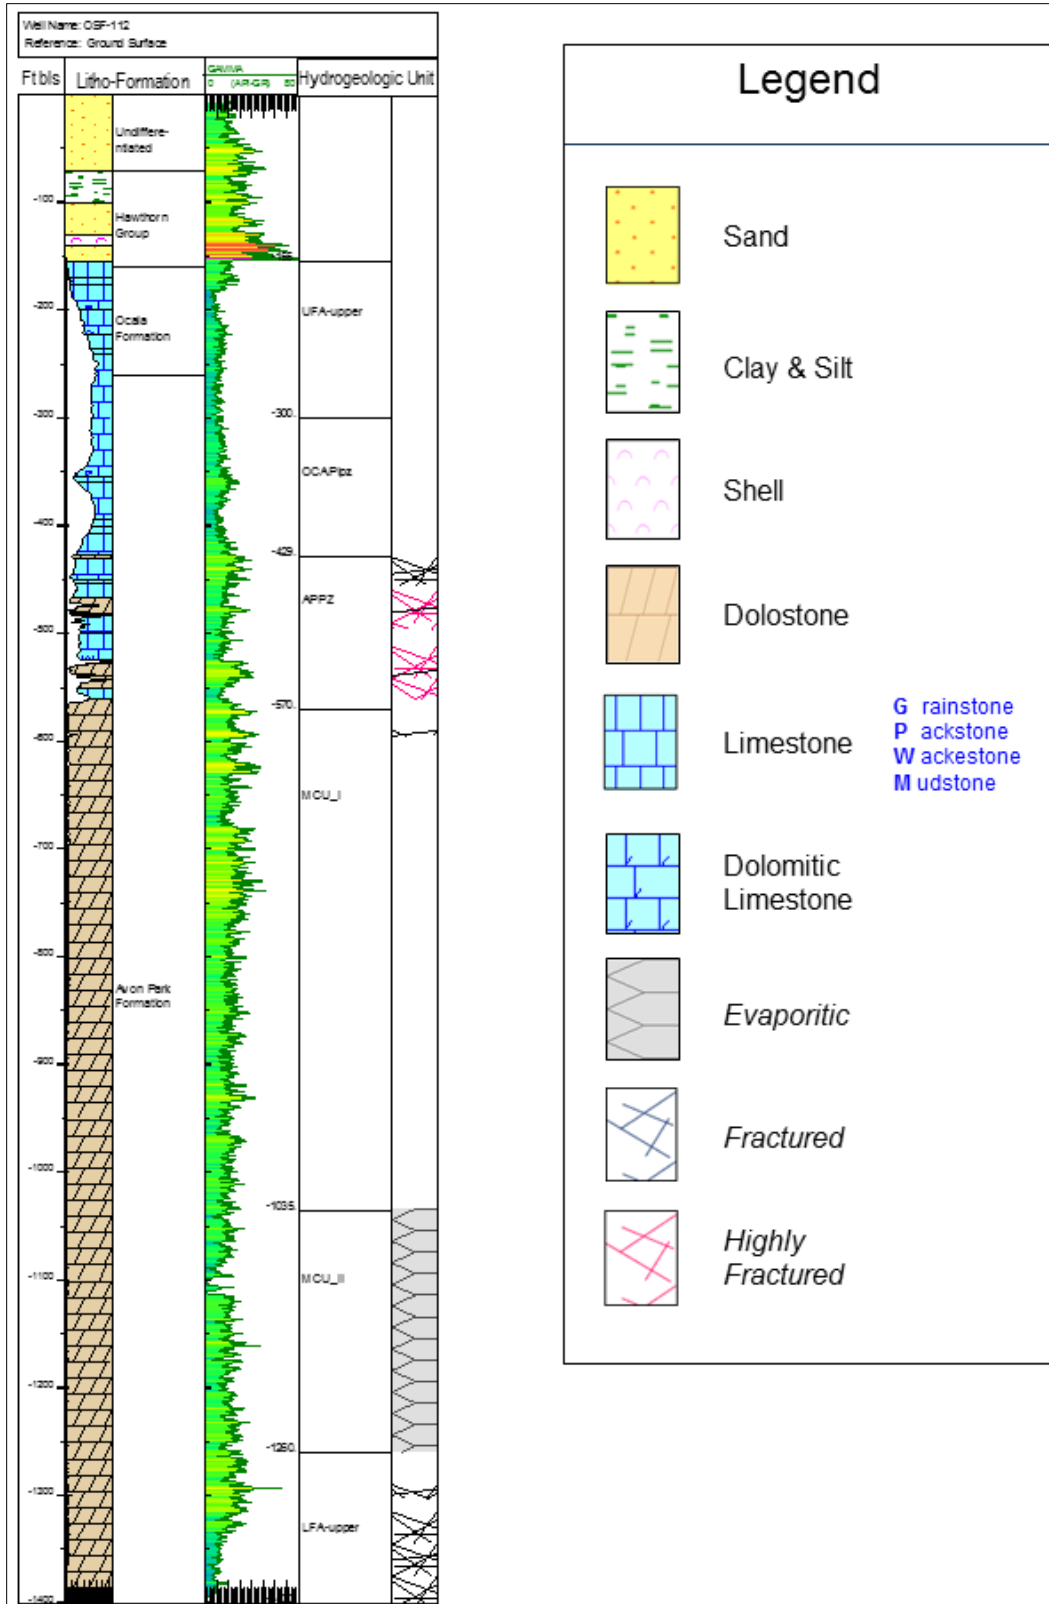 Well Name: OSF-112
Reference: Ground Surface
Ft bls
Litho-Formation
GAMMA
0 (API-GR) 80
Hydrogeologic Unit
Undiffere-
ntiated
-100
Hawthorn
Group
-200
Ocala
Formation
UFA-upper
-300
-300.
OCAPlpz
-400
-429.
APPZ
-500
-570.
-600
MCU_I
-700
-800
Avon Park
Formation
-900
-1000
-1035.
MCU_II
-1100
-1200
-1260.
-1300
LFA-upper
-1400
Legend
Sand
Clay & Silt
Shell
Dolostone
Limestone
G rainstone
P ackstone
W ackestone
M udstone
Dolomitic
Limestone
Evaporitic
Fractured
Highly
Fractured